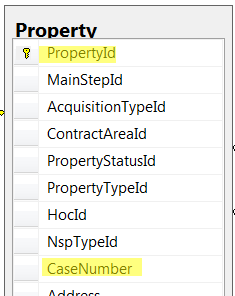 Property
PropertyId
MainStepId
AcquisitionTypeId
ContractAreaId
PropertyStatusId
PropertyTypeId
HocId
NspTypeId
CaseNumber
Address